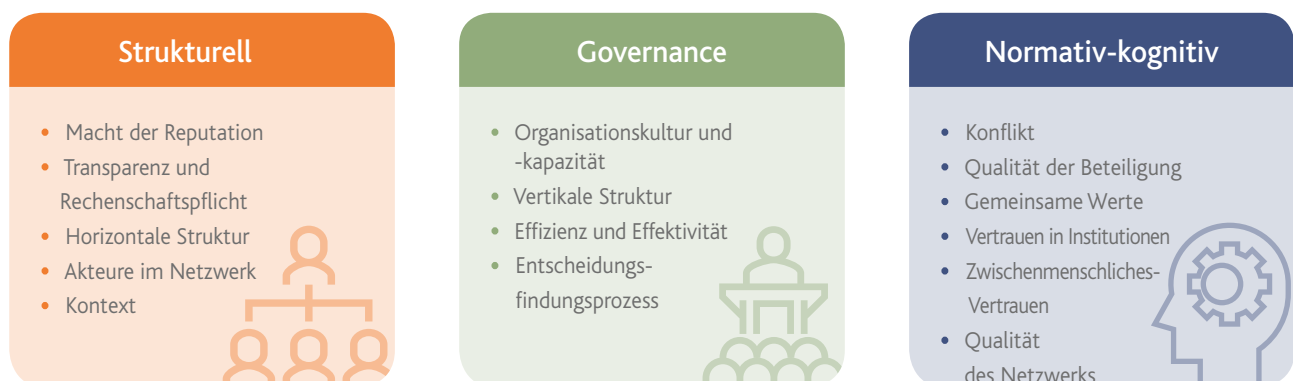 Strukturell
• Macht der Reputation
• Transparenz und
Rechenschaftspflicht
• Horizontale Struktur
• Akteure im Netzwerk
• Kontext
Governance
• Organisationskultur und
-kapazität
• Vertikale Struktur
• Effizienz und Effektivität
• Entscheidungs-
findungsprozess
Normativ-kognitiv
• Konflikt
• Qualität der Beteiligung
• Gemeinsame Werte
• Vertrauen in Institutionen
• Zwischenmenschliches-
Vertrauen
• Qualität
des Netzwerks